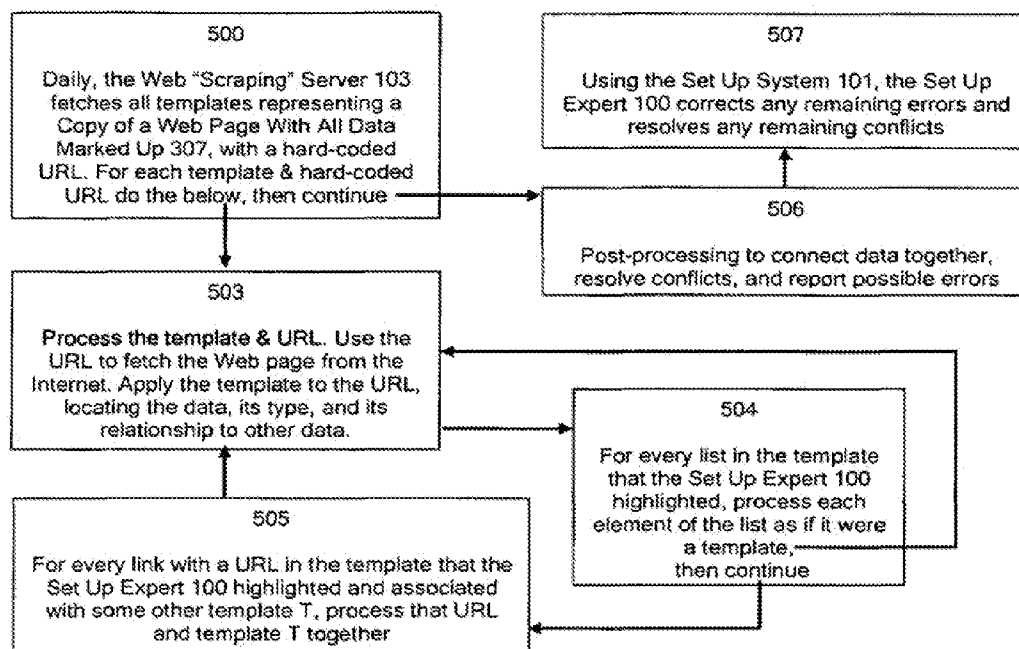 500
Daily, the Web "Scraping" Server 103
fetches all templates representing a
Copy of a Web Page With All Data
Marked Up 307, with a hard-coded
URL. For each template & hard-coded
URL do the below, then continue
507
Using the Set Up System 101, the Set Up
Expert 100 corrects any remaining errors and
resolves any remaining conflicts
506
Post-processing to connect data together,
resolve conflicts, and report possible errors
503
Process the template & URL. Use the
URL to fetch the Web page from the
Internet. Apply the template to the URL,
locating the data, its type, and its
relationship to other data.
504
For every list in the template
that the Set Up Expert 100
highlighted, process each
element of the list as if it were
a template,
then continue
505
For every link with a URL in the template that the
Set Up Expert 100 highlighted and associated
with some other template T, process that URL
and template T together